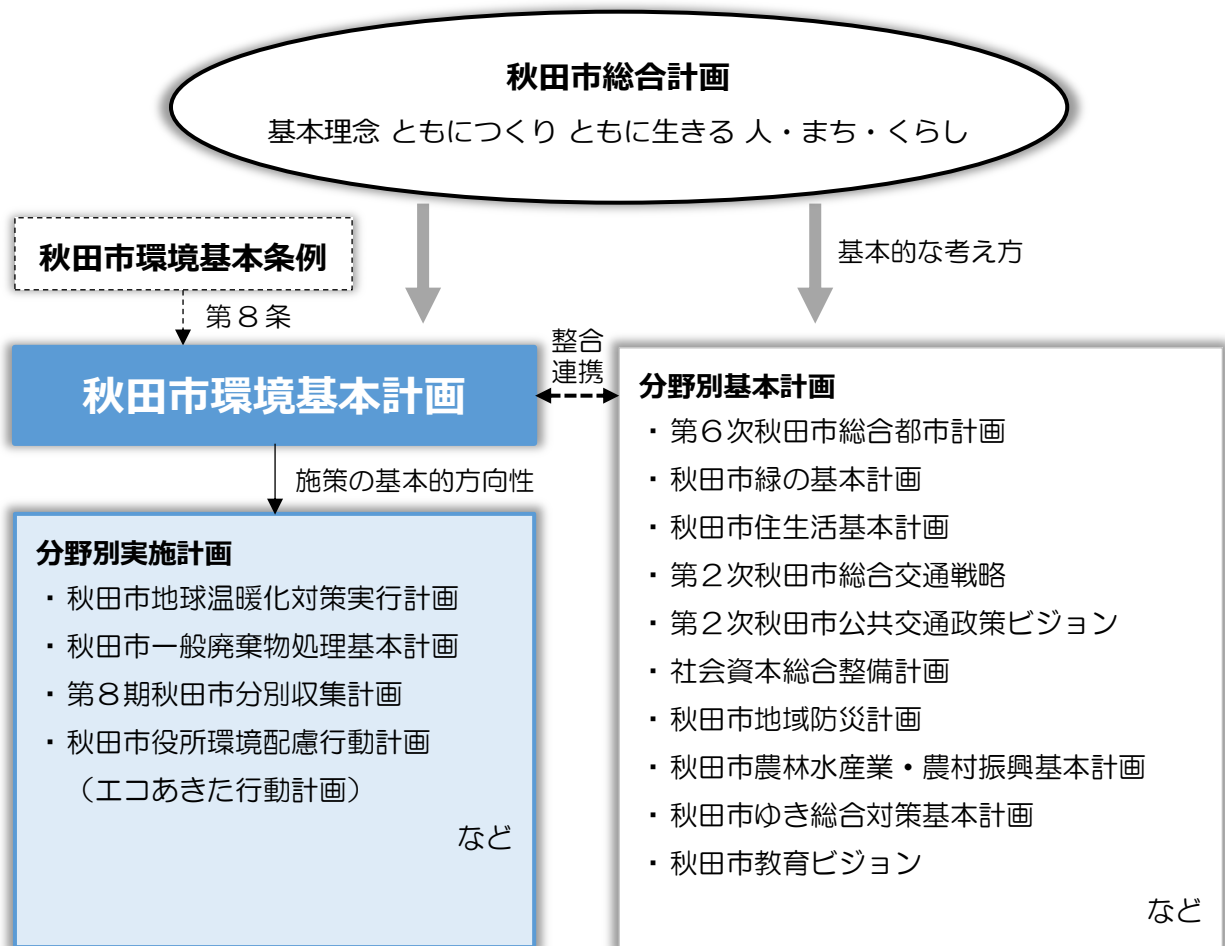 秋田市総合計画
基本理念 ともにつくり ともに生きる 人・まち・くらし
基本的な考え方
秋田市環境基本条例
第８条
秋田市環境基本計画
整合
連携
施策の基本的方向性
分野別実施計画
・秋田市地球温暖化対策実行計画
・秋田市一般廃棄物処理基本計画
・第８期秋田市分別収集計画
・秋田市役所環境配慮行動計画
（エコあきた行動計画）
など
分野別基本計画
・第６次秋田市総合都市計画
・秋田市緑の基本計画
・秋田市住生活基本計画
・第２次秋田市総合交通戦略
・第２次秋田市公共交通政策ビジョン
・社会資本総合整備計画
・秋田市地域防災計画
・秋田市農林水産業・農村振興基本計画
・秋田市ゆき総合対策基本計画
・秋田市教育ビジョン
など